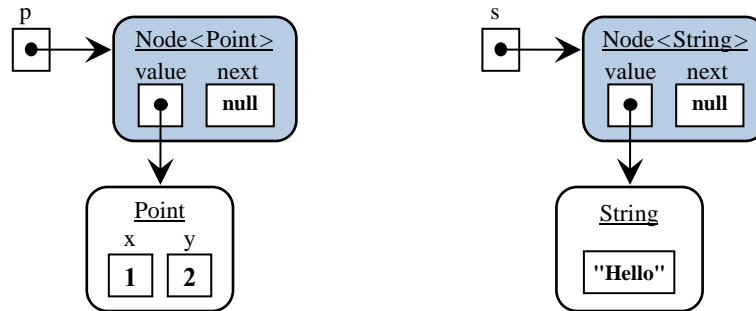 p
Node<Point>
value next
null
Point
x y
1 2
s
Node<String>
value next
null
String
"Hello"